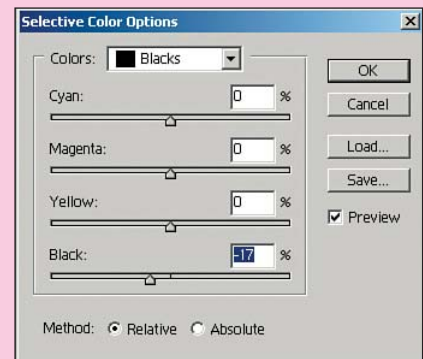 Selective Color Options
Colors: Blacks
Cyan: 0 %
Magenta: 0 %
Yellow: 0 %
Black: -17 %
Method: Relative Absolute
OK
Cancel
Load...
Save...
Preview